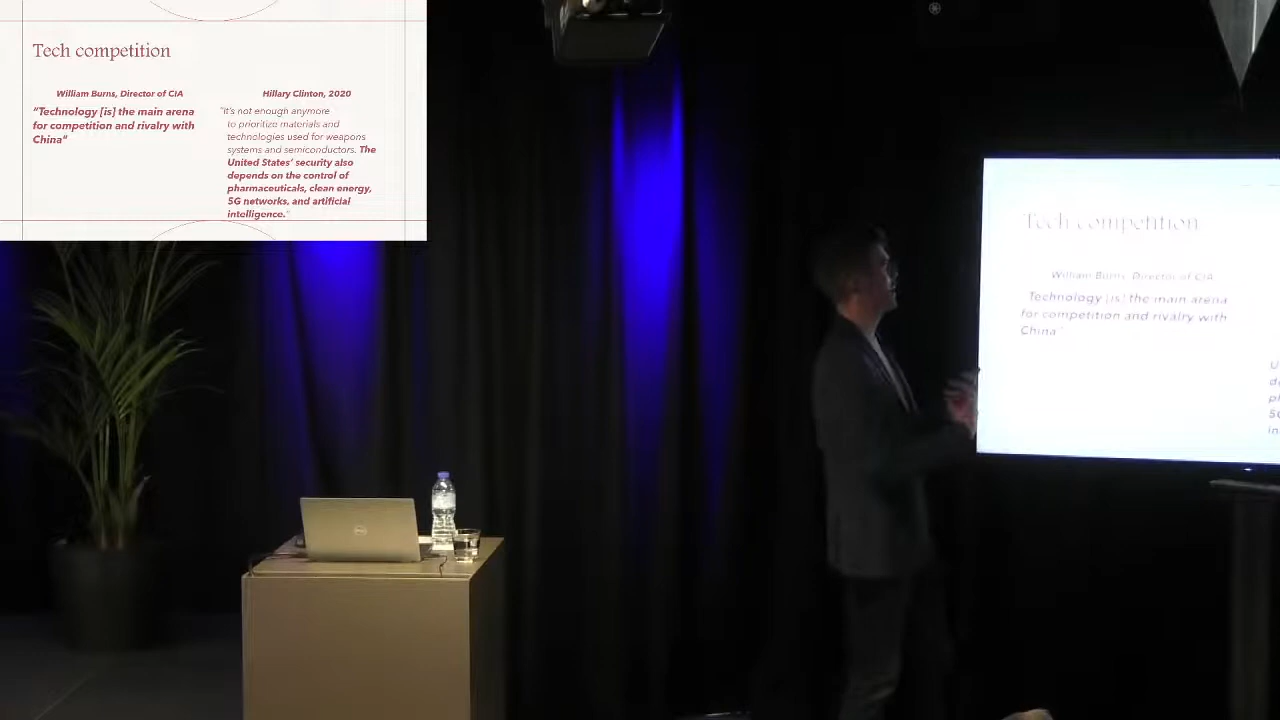 Tech competition
William Burns, Director of CIA
"Technology [is] the main arena
for competition and rivalry with
China"
Hillary Clinton, 2020
"It's not enough anymore
to prioritize materials and
technologies used for weapons
systems and semiconductors. The
United States' security also
depends on the control of
pharmaceuticals, clean energy,
5G networks, and artificial
intelligence."
Tech competition
William Burns, Director of CIA
Technology [is] the main arena
for competition and rivalry with
China"
DELL